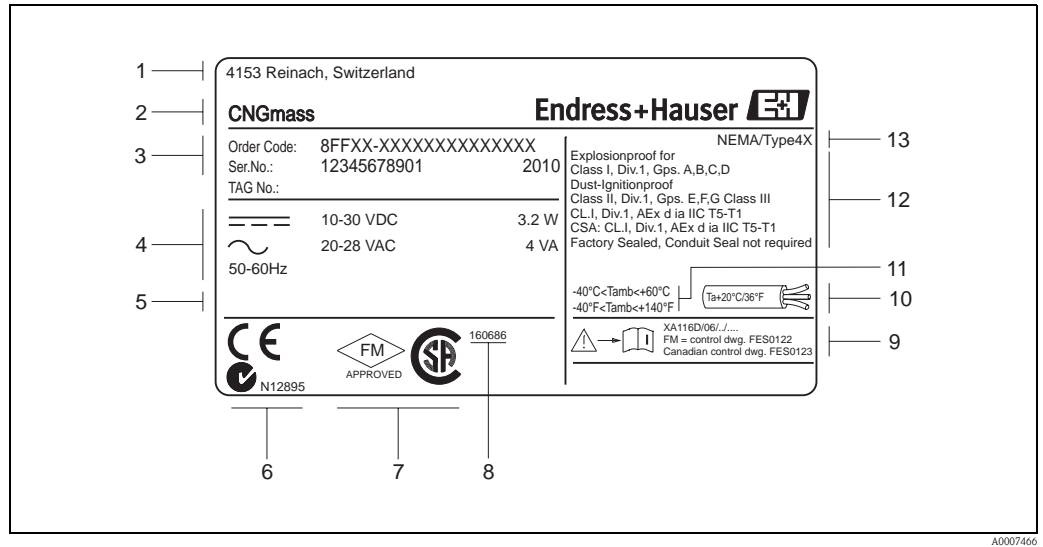 1
4153 Reinach, Switzerland
2
CNGmass
Endress+Hauser E+H
3
Order Code: 8FFXX-XXXXXXXXXXXXXX
Ser.No.: 12345678901 2010
TAG No.:
NEMA/Type4X
13
Explosionproof for
Class I, Div.1, Gps. A,B,C,D
Dust-Ignitionproof
Class II, Div.1, Gps. E,F,G Class III
CL.I, Div.1, AEx d ia IIC T5-T1
CSA: CL.I, Div.1, AEx d ia IIC T5-T1
Factory Sealed, Conduit Seal not required
12
4
10-30 VDC 3.2 W
20-28 VAC 4 VA
50-60Hz
5
11
-40°C<Tamb<+60°C
-40°F<Tamb<+140°F
Ta+20°C/36°F
10
CE
N12895
FM
APPROVED
CSA
160686
XA116D/06/../....
FM = control dwg. FES0122
Canadian control dwg. FES0123
9
6
7
8
A0007466